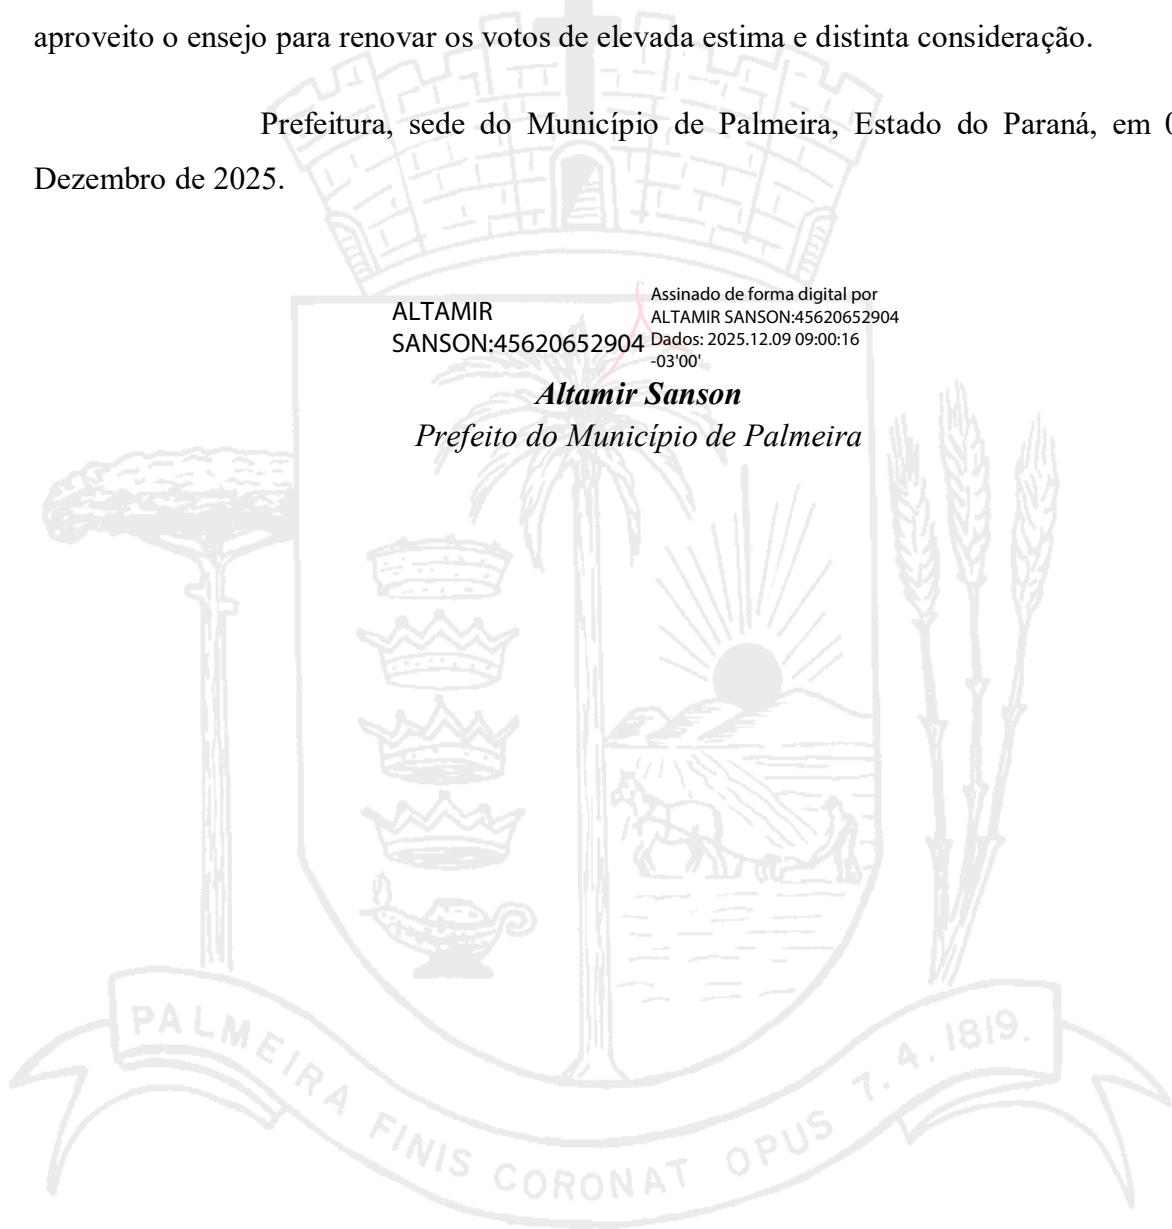 aproveito o ensejo para renovar os votos de elevada estima e distinta consideração.
Prefeitura, sede do Município de Palmeira, Estado do Paraná, em
Dezembro de 2025.
ALTAMIR
SANSON:45620652904
Assinado de forma digital por
ALTAMIR SANSON:45620652904
Dados: 2025.12.09 09:00:16
-03'00'
Altamir Sanson
Prefeito do Município de Palmeira
PALMEIRA FINIS CORONAT OPUS 7.4.1819.